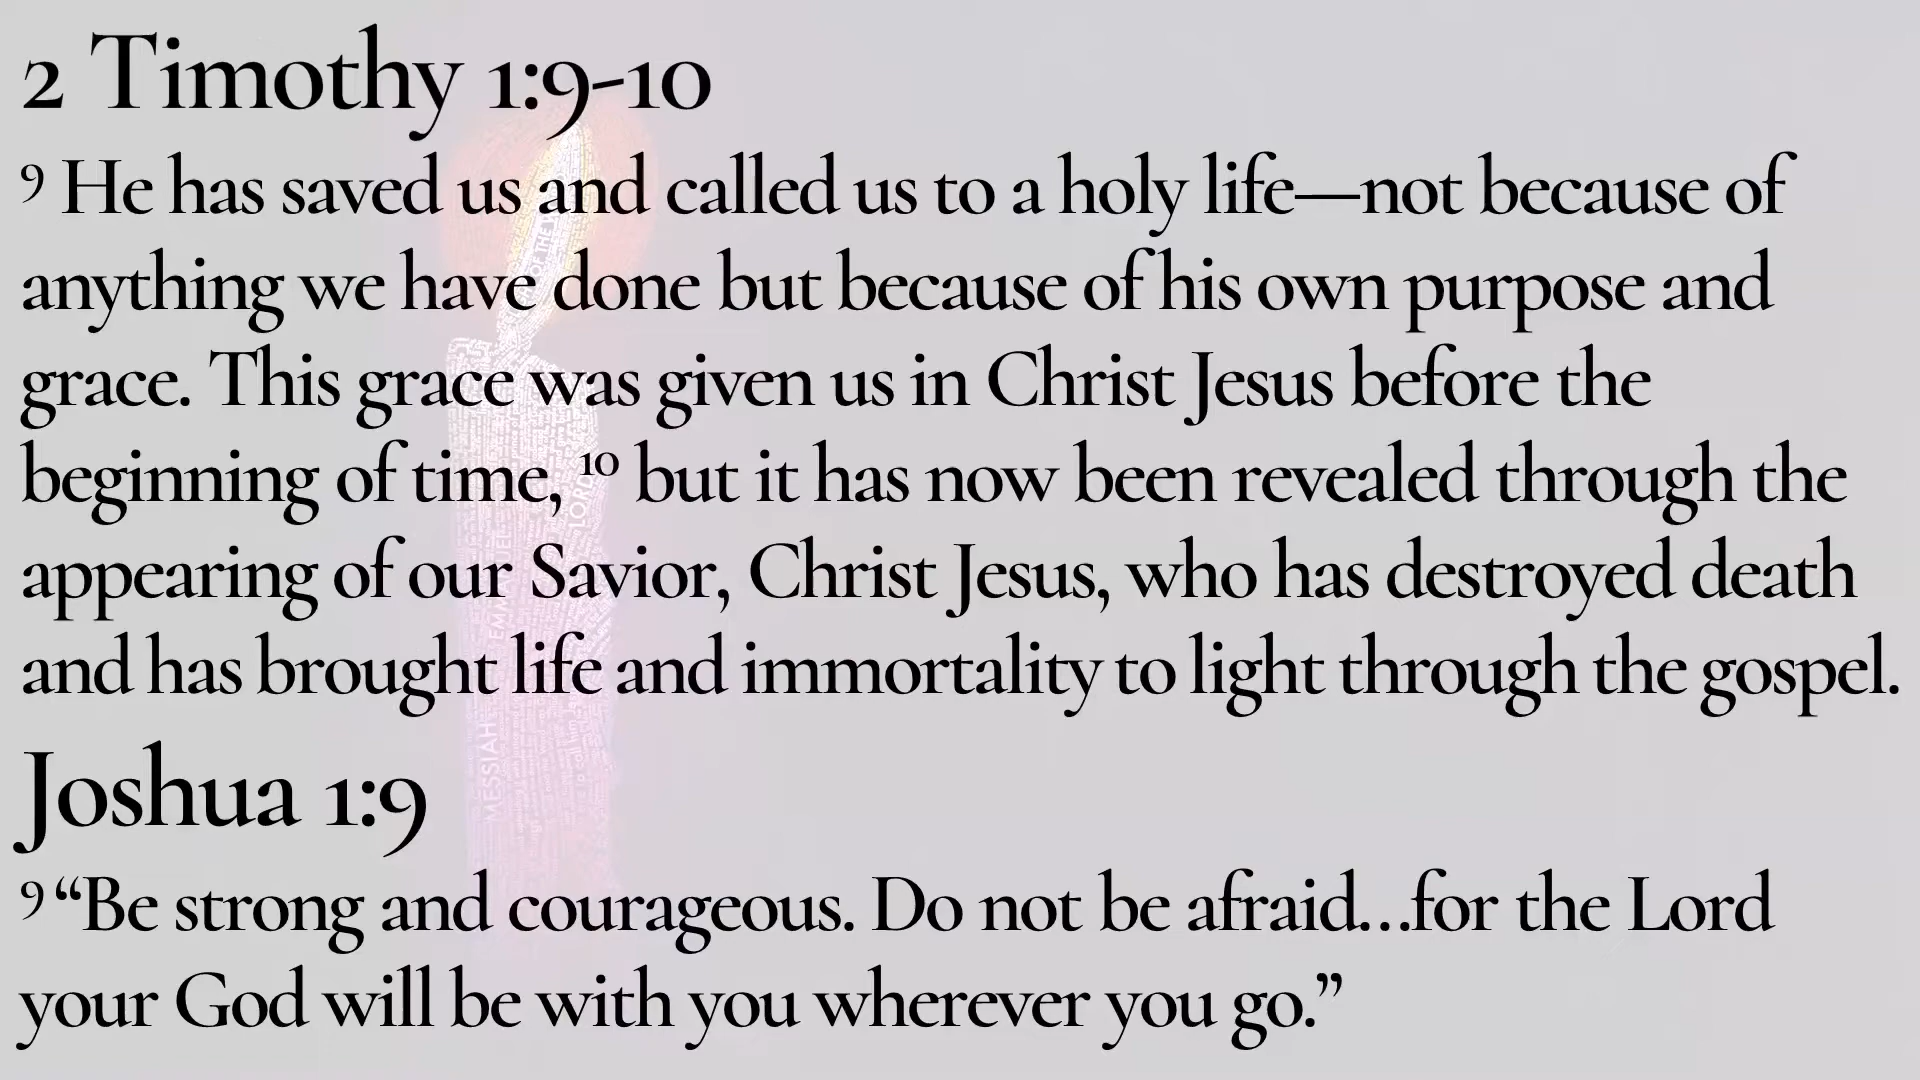 2 Timothy 1:9-10
9 He has saved us and called us to a holy life—not because of
anything we have done but because of his own purpose and
grace. This grace was given us in Christ Jesus before the
beginning of time, 10 but it has now been revealed through the
appearing of our Savior, Christ Jesus, who has destroyed death
and has brought life and immortality to light through the gospel.
Joshua 1:9
9 “Be strong and courageous. Do not be afraid…for the Lord
your God will be with you wherever you go.”
LORD
MESSIAH